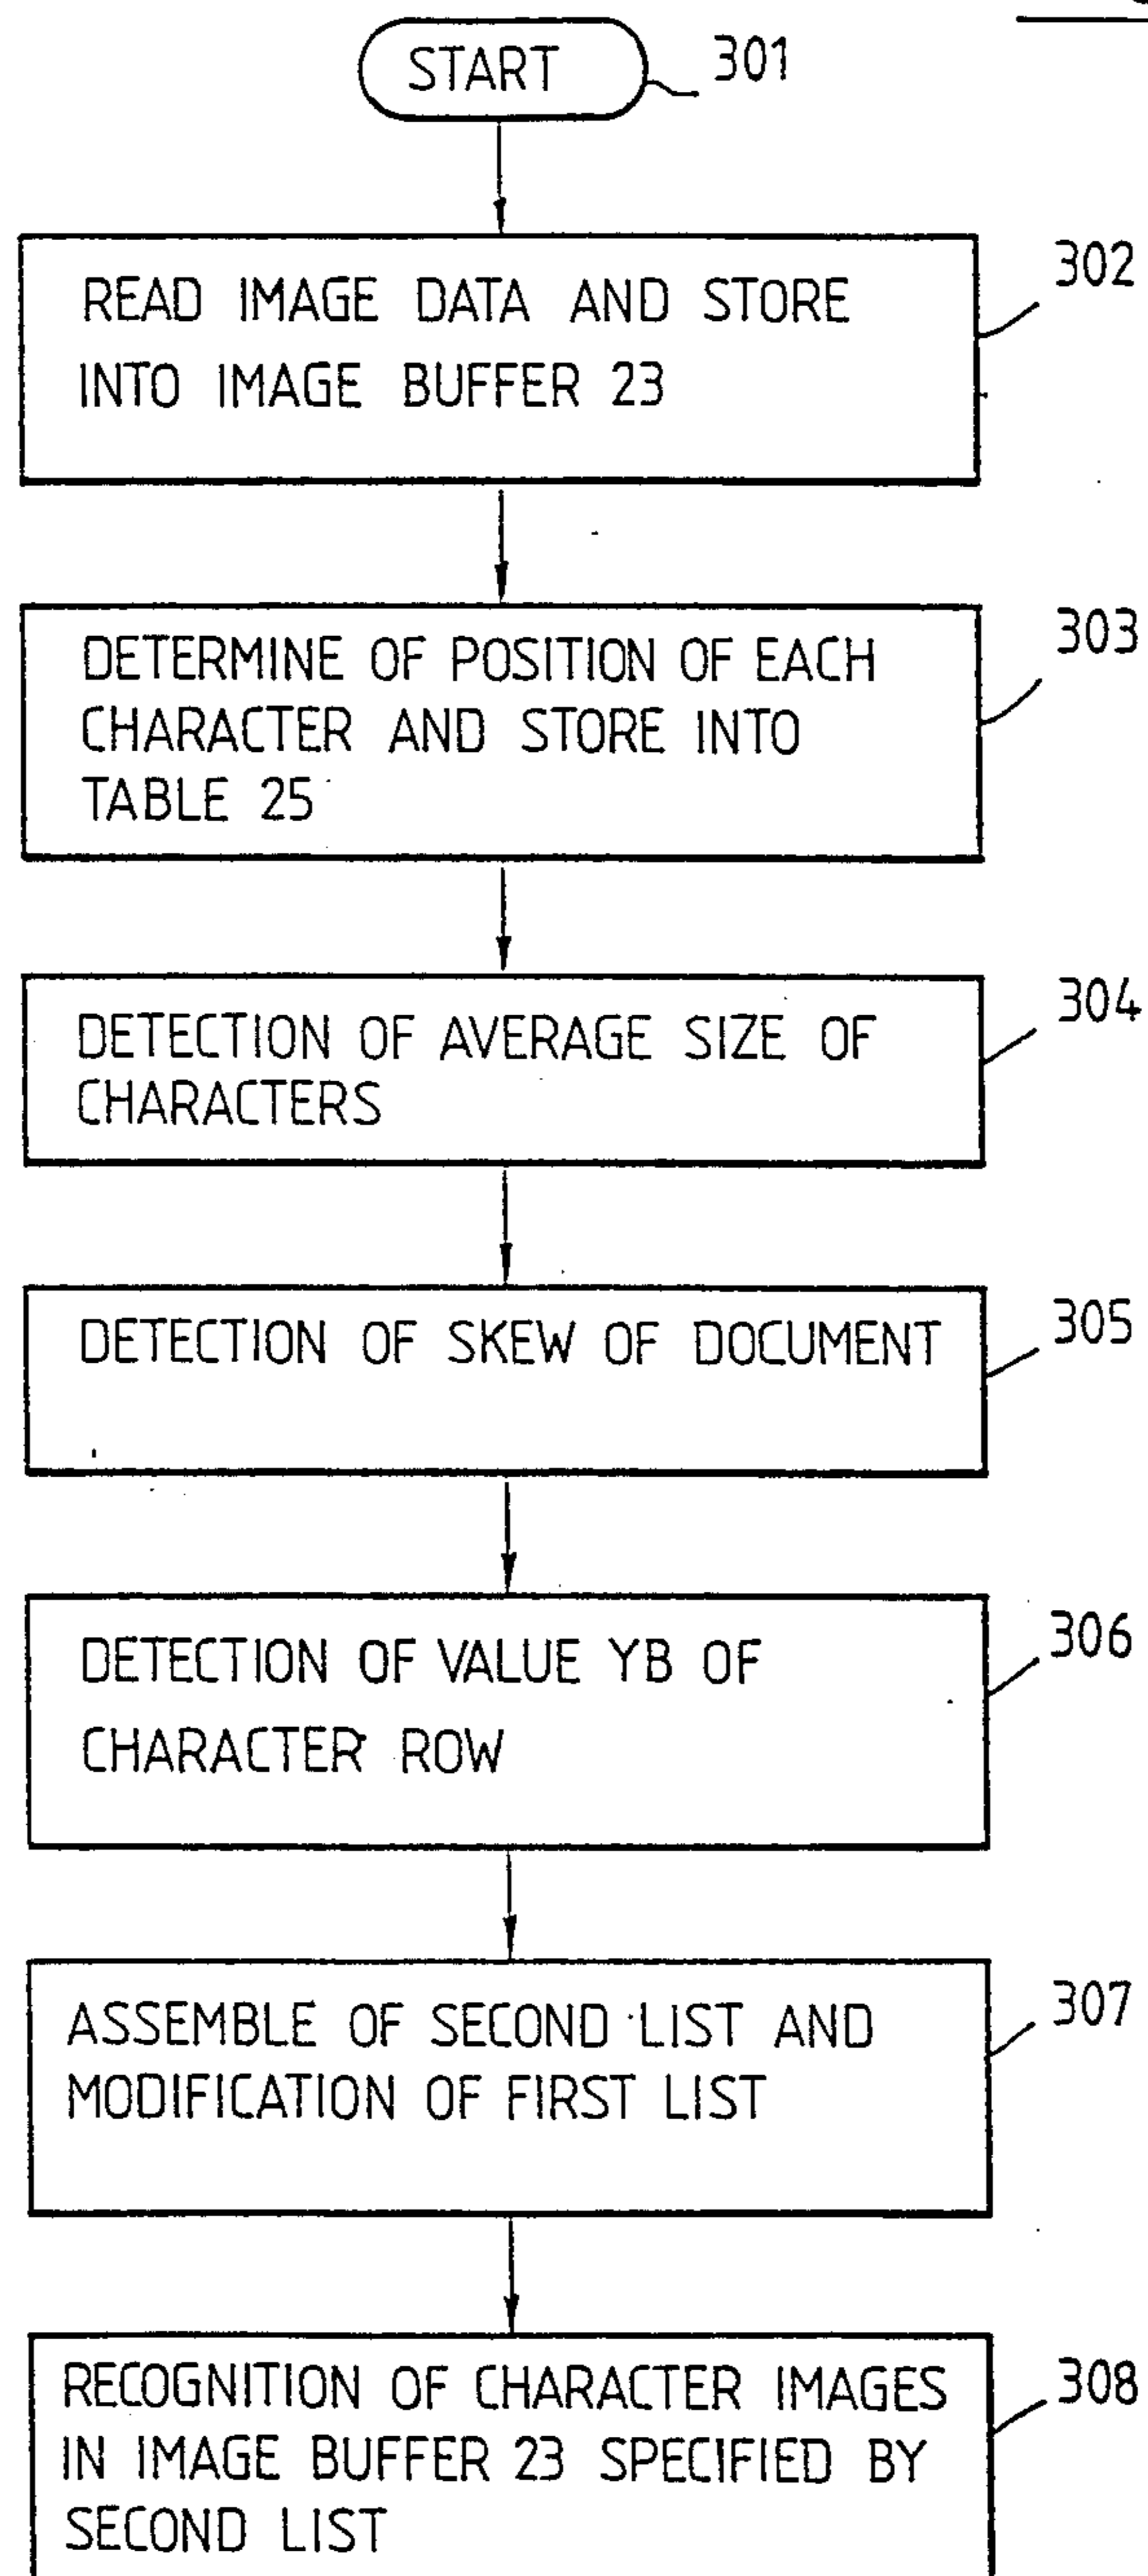 START 301
302
READ IMAGE DATA AND STORE
INTO IMAGE BUFFER 23
303
DETERMINE OF POSITION OF EACH
CHARACTER AND STORE INTO
TABLE 25
304
DETECTION OF AVERAGE SIZE OF
CHARACTERS
305
DETECTION OF SKEW OF DOCUMENT
306
DETECTION OF VALUE YB OF
CHARACTER ROW
307
ASSEMBLE OF SECOND LIST AND
MODIFICATION OF FIRST LIST
308
RECOGNITION OF CHARACTER IMAGES
IN IMAGE BUFFER 23 SPECIFIED BY
SECOND LIST